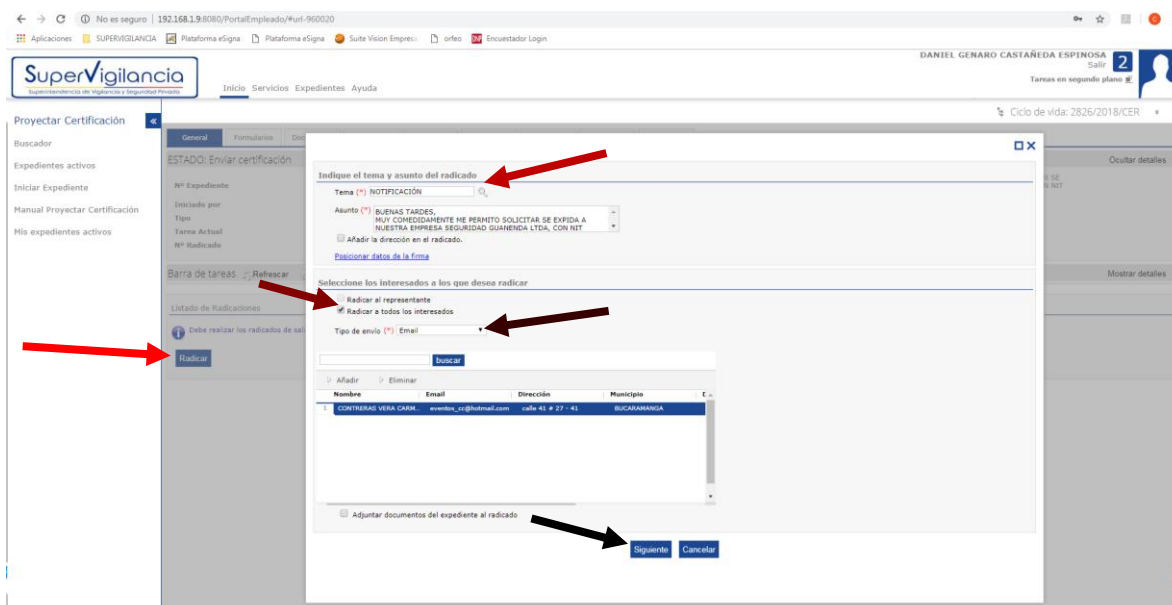 No es seguro | 192.168.1.9:8080/PortalEmpleado/#url-960020
Aplicaciones SUPERVIGILANCIA Plataforma eSigna Plataforma eSigna Suite Vision Empres: orfeo Encuestador Login
DANIEL GENARO CASTAÑEDA ESPINOSA
Salir
2
Tareas en segundo plano
SuperVigilancia
Superintendencia de Vigilancia y Seguridad Privada
Inicio Servicios Expedientes Ayuda
Ciclo de vida: 2826/2018/CER
Proyectar Certificación
Buscador
Expedientes activos
Iniciar Expediente
Manual Proyectar Certificación
Mis expedientes activos
General Formularios Doc
ESTADO: Enviar certificación
Ocultar detalles
Nº Expediente
Iniciado por
Tipo
Tarea Actual
Nº Radicado
SE
N NIT
Barra de tareas Refrescar
Mostrar detalles
Listado de Radicaciones
Debe realizar los radicados de sal
Radicar
Indique el tema y asunto del radicado
Tema (*) NOTIFICACIÓN
Asunto (*) BUENAS TARDES,
MUY COMEDIDAMENTE ME PERMITO SOLICITAR SE EXPIDA A
NUESTRA EMPRESA SEGURIDAD GUANENDA LTDA, CON NIT
Añadir la dirección en el radicado.
Posicionar datos de la firma
Seleccione los interesados a los que desea radicar
Radicar al representante
Radicar a todos los interesados
Tipo de envío (*) Email
buscar
Añadir Eliminar
Nombre Email Dirección Municipio
1 CONTRERAS VERA CARM... eventos_cc@hotmail.com calle 41 # 27 - 41 BUCARAMANGA
Adjuntar documentos del expediente al radicado
Siguiente Cancelar